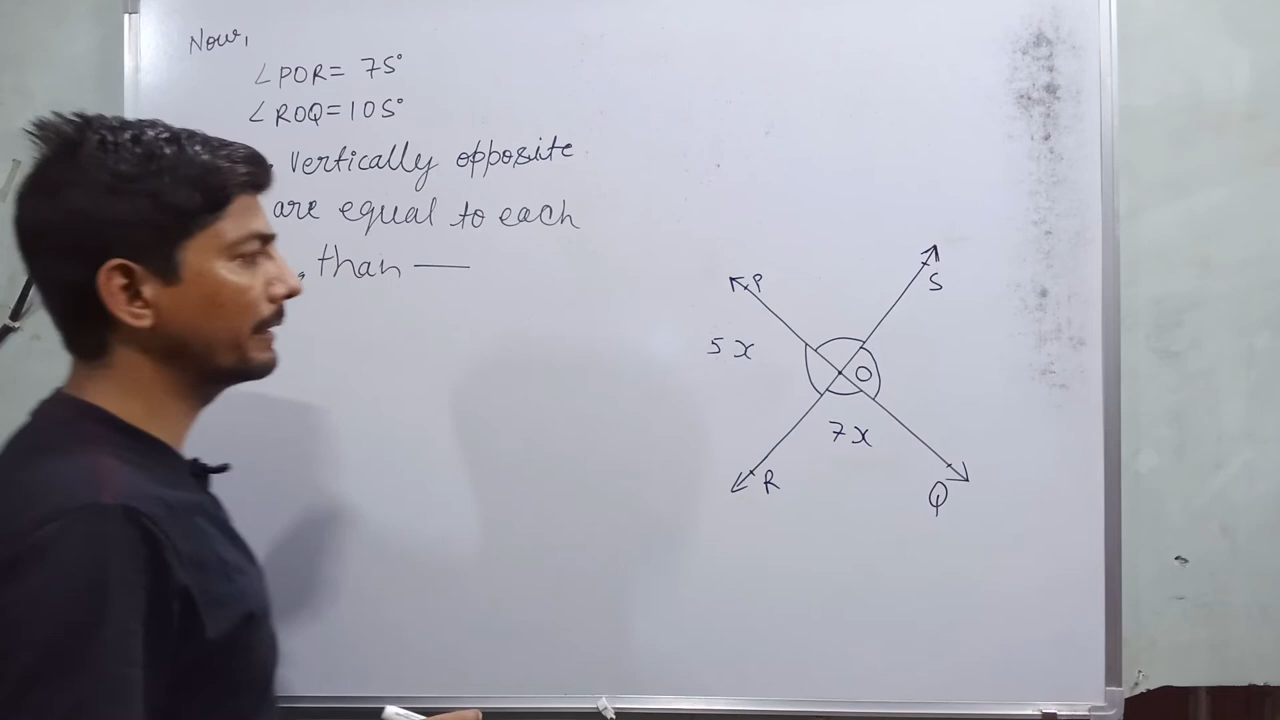 Now,
∠POR= 75°
∠ROQ=105°
vertically opposite
are equal to each
, than —
P
S
5x
O
7x
R
Q